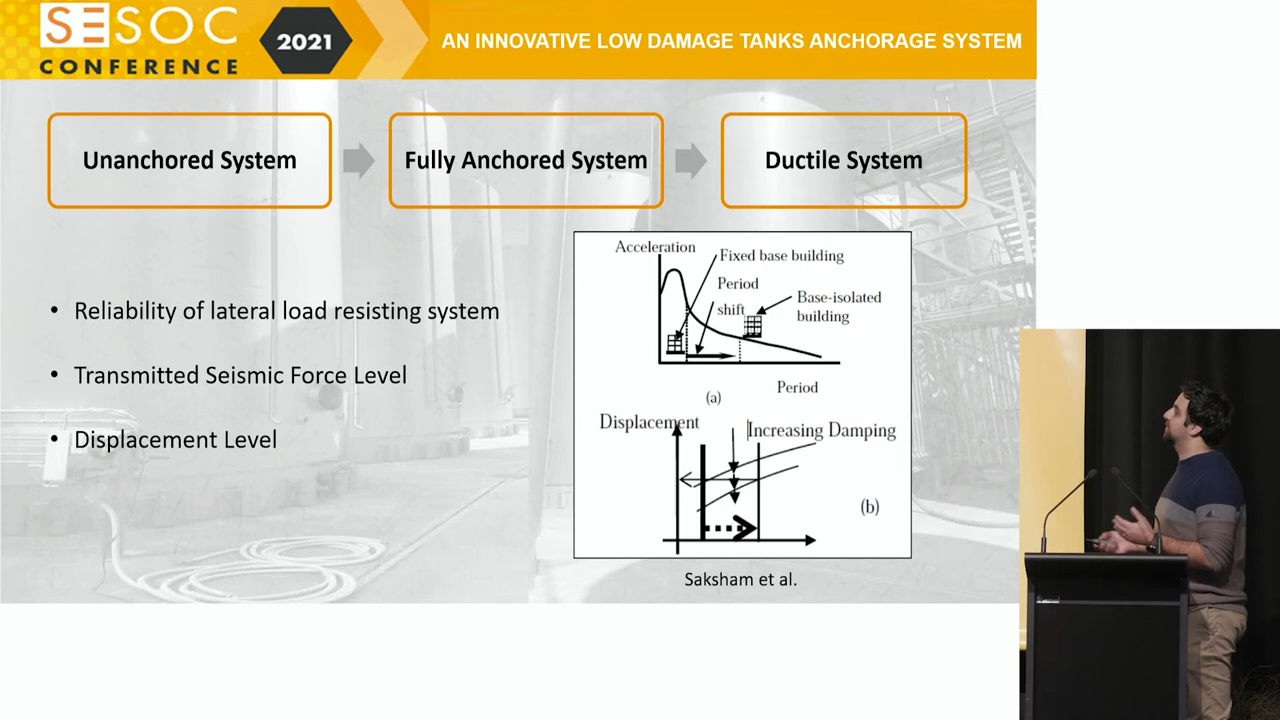 SESOC
CONFERENCE
2021
AN INNOVATIVE LOW DAMAGE TANKS ANCHORAGE SYSTEM
Unanchored System
Fully Anchored System
Ductile System
• Reliability of lateral load resisting system
• Transmitted Seismic Force Level
• Displacement Level
Acceleration
Fixed base building
Period
shift
Base-isolated
building
Period
(a)
Displacement
Increasing Damping
(b)
Saksham et al.